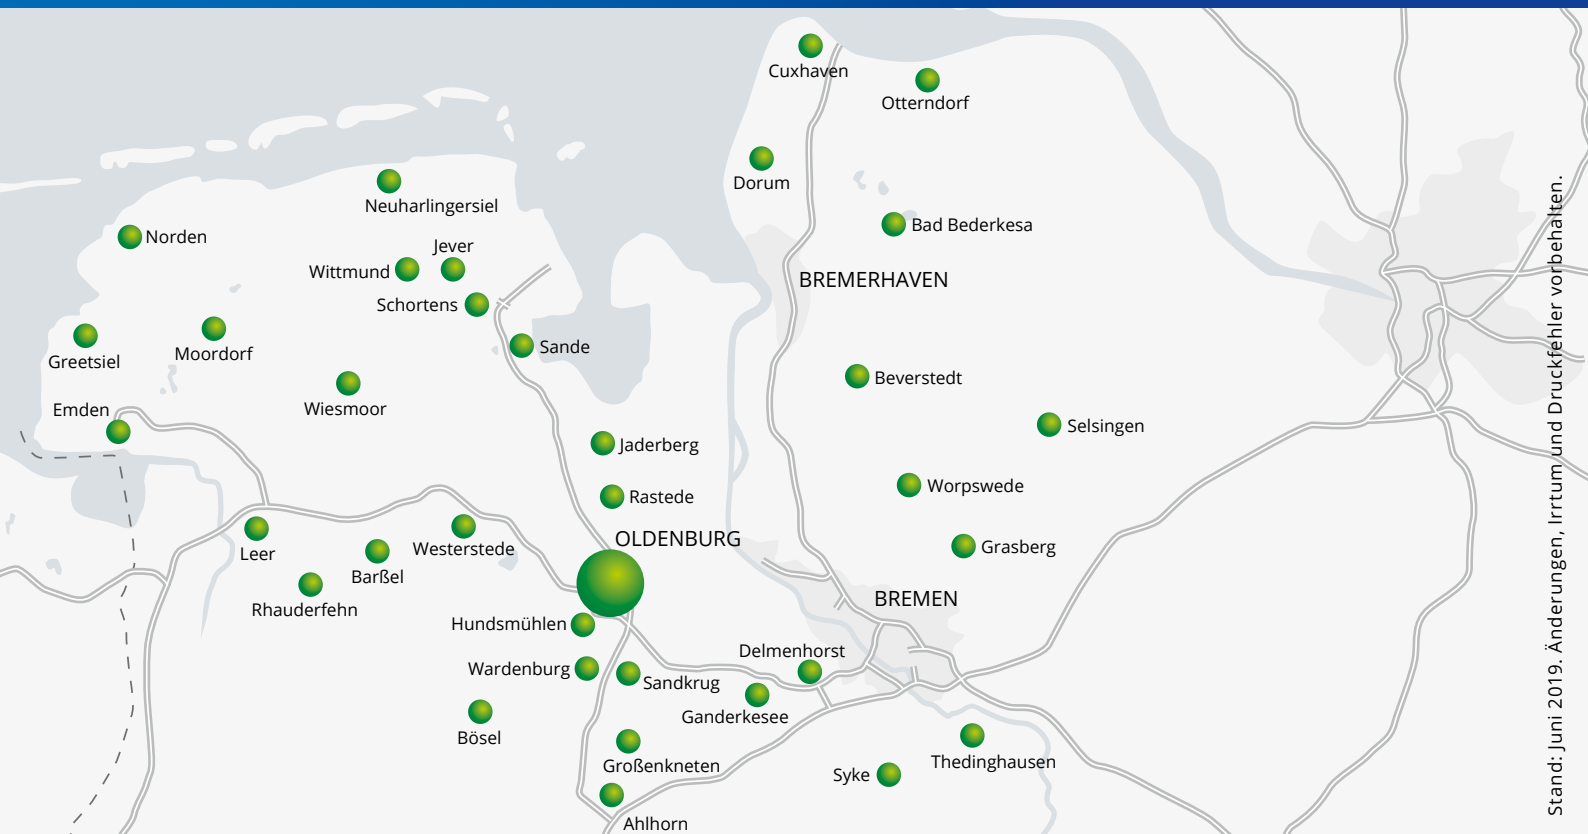 Cuxhaven
Otterndorf
Dorum
Neuharlingersiel
Bad Bederkesa
Norden
Jever
Wittmund
BREMERHAVEN
Schortens
Sande
Moordorf
Greetsiel
Beverstedt
Wiesmoor
Emden
Selsingen
Jaderberg
Worpswede
Rastede
OLDENBURG
Grasberg
Westerstede
Leer
Barßel
BREMEN
Rhauderfehn
Hundsmühlen
Delmenhorst
Wardenburg
Sandkrug
Ganderkesee
Bösel
Thedinghausen
Großenkneten
Syke
Ahlhorn
Stand: Juni 2019. Änderungen, Irrtum und Druckfehler vorbehalten.